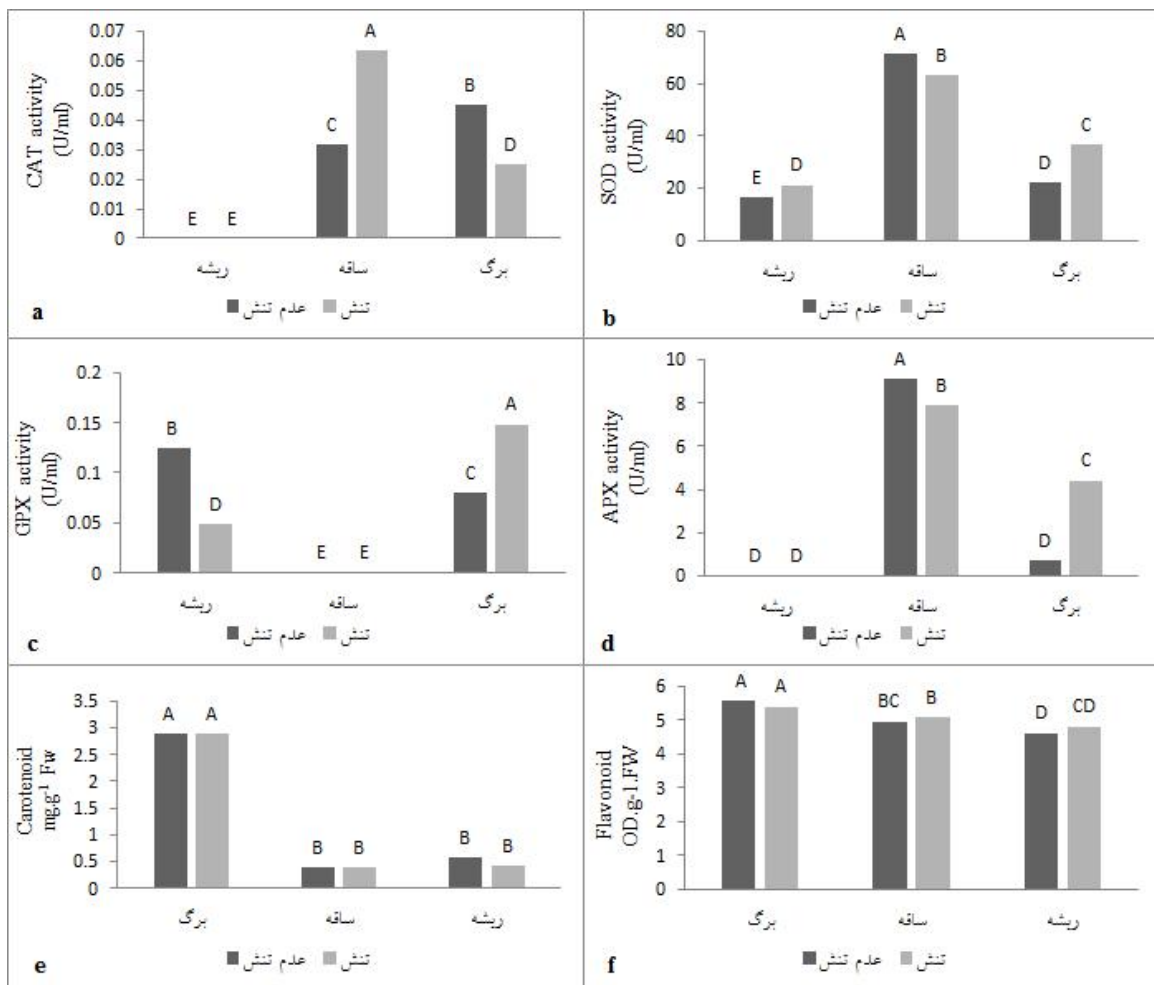 0.07
0.06
0.05
0.04
0.03
0.02
0.01
0
CAT activity
(U/ml)
E E C A B D
ریشه ساقه برگ
عدم تنش تنش
a
80
60
40
20
0
SOD activity
(U/ml)
E D A B D C
ریشه ساقه برگ
عدم تنش تنش
b
0.2
0.15
0.1
0.05
0
GPX activity
(U/ml)
B D E E C A
ریشه ساقه برگ
عدم تنش تنش
c
10
8
6
4
2
0
APX activity
(U/ml)
D D A B D C
ریشه ساقه برگ
عدم تنش تنش
d
3.5
3
2.5
2
1.5
1
0.5
0
Carotenoid
mg.g-1 Fw
A A B B B B
برگ ساقه ریشه
عدم تنش تنش
e
6
5
4
3
2
1
0
Flavonoid
OD.g-1.FW
A A BC B D CD
برگ ساقه ریشه
عدم تنش تنش
f